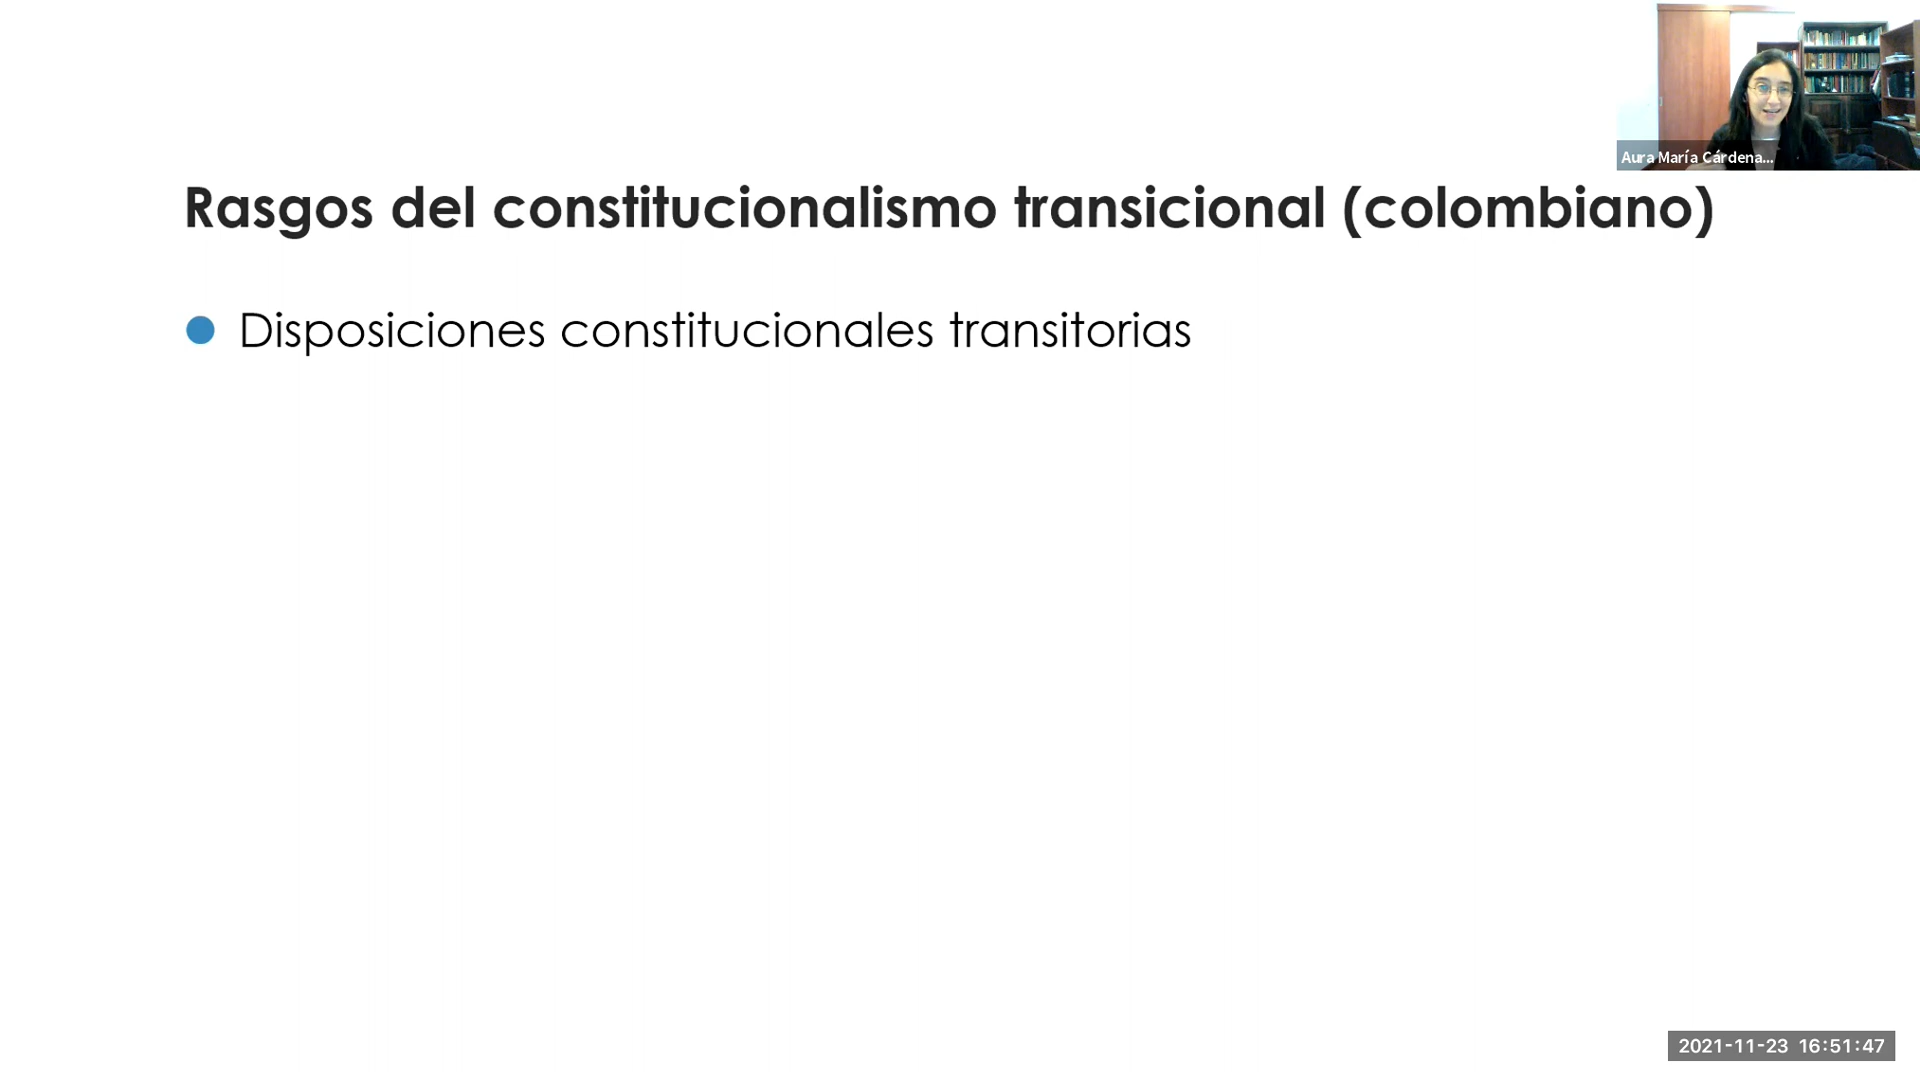 Aura María Cárdena...
Rasgos del constitucionalismo transicional (colombiano)
Disposiciones constitucionales transitorias
2021-11-23 16:51:47